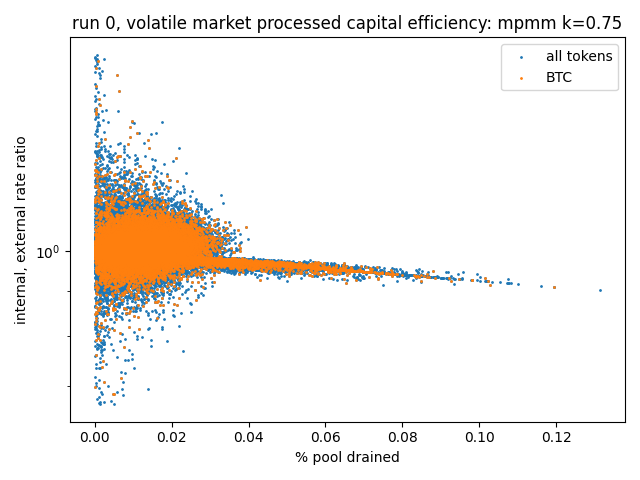 run 0, volatile market processed capital efficiency: mpmm k=0.75
all tokens
BTC
internal, external rate ratio
10⁰
0.00 0.02 0.04 0.06 0.08 0.10 0.12
% pool drained